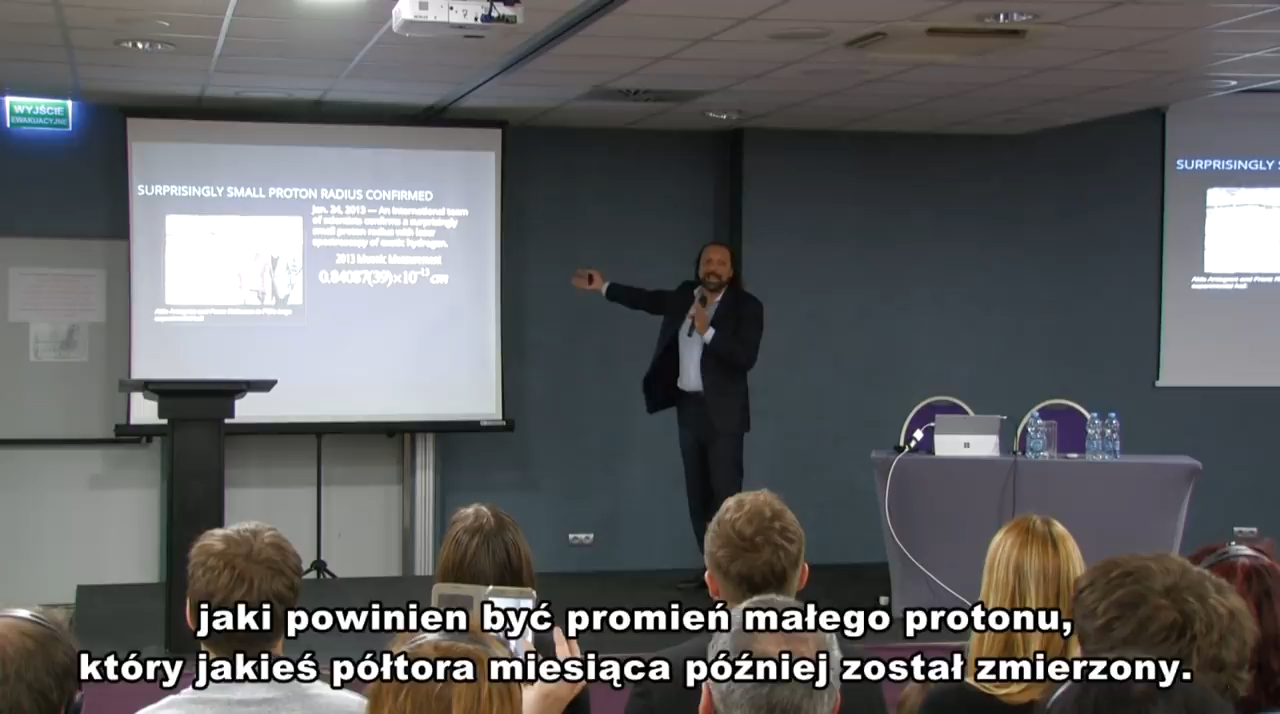 WYJŚCIE
EWAKUACYJNE
SURPRISINGLY SMALL PROTON RADIUS CONFIRMED
Jan. 24, 2013 — An international team
of scientists confirms a surprisingly
small proton radius with laser
spectroscopy of exotic hydrogen.
2013 Muonic Measurement
0.84087(39)×10⁻¹³ cm
SURPRISINGLY S
jaki powinien być promień małego protonu,
który jakieś półtora miesiąca później został zmierzony.